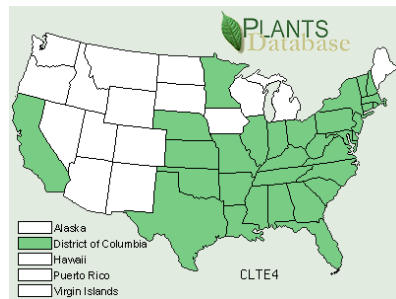 PLANTS
Database
Alaska
District of Columbia
Hawaii
Puerto Rico
Virgin Islands
CLTE4